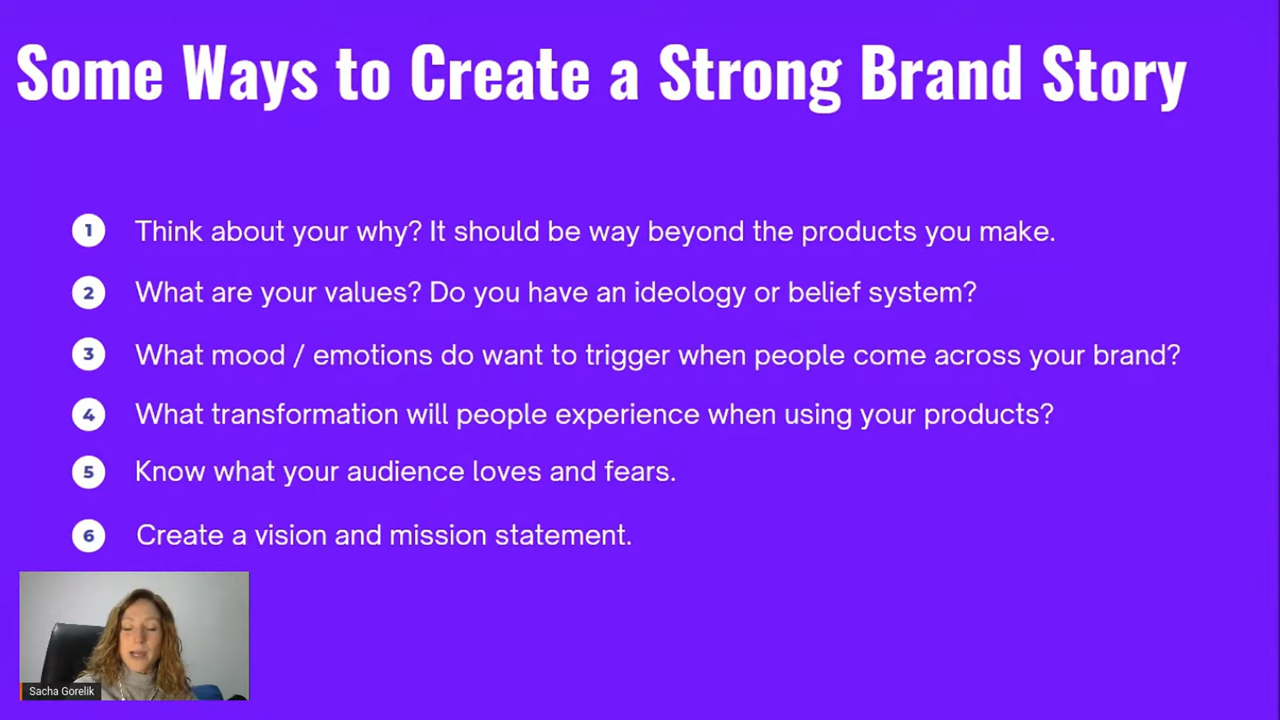 Some Ways to Create a Strong Brand Story
1 Think about your why? It should be way beyond the products you make.
2 What are your values? Do you have an ideology or belief system?
3 What mood / emotions do want to trigger when people come across your brand?
4 What transformation will people experience when using your products?
5 Know what your audience loves and fears.
6 Create a vision and mission statement.
Sacha Gorelik